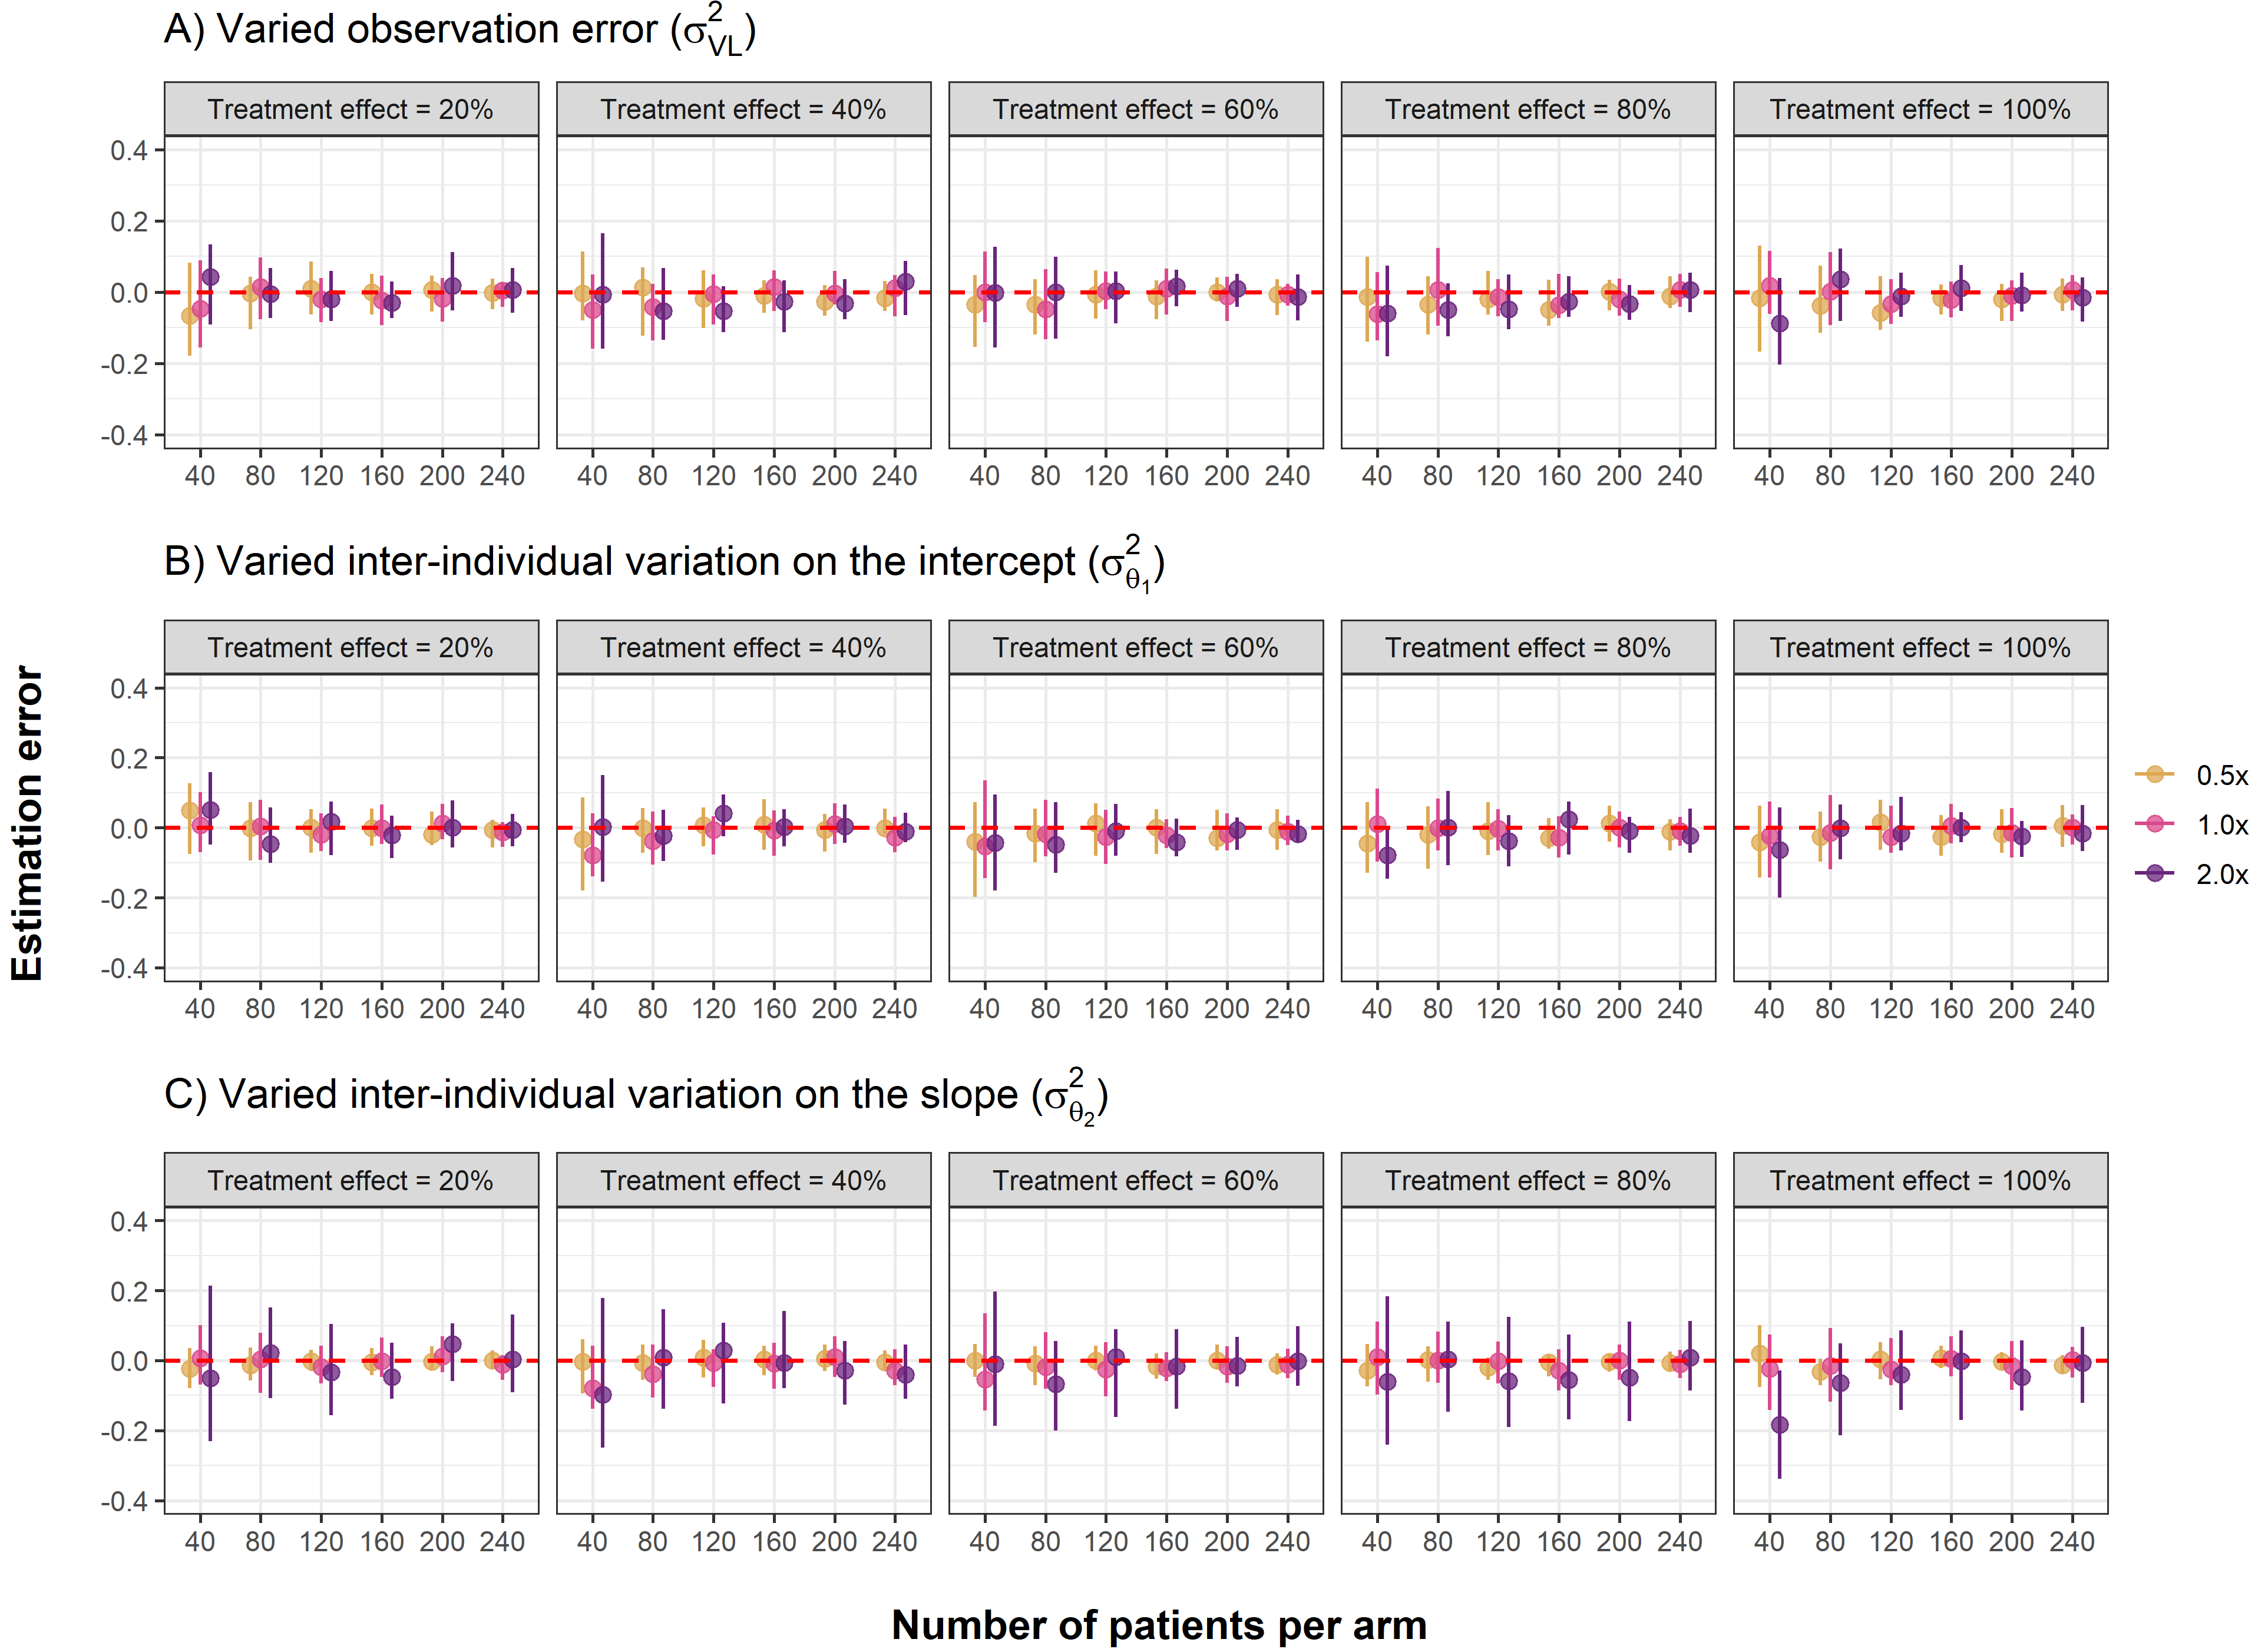 A) Varied observation error (σ²_VL)
Treatment effect = 20% Treatment effect = 40% Treatment effect = 60% Treatment effect = 80% Treatment effect = 100%
0.4
0.2
0.0
-0.2
-0.4
40 80 120 160 200 240 40 80 120 160 200 240 40 80 120 160 200 240 40 80 120 160 200 240 40 80 120 160 200 240
B) Varied inter-individual variation on the intercept (σ²_θ₁)
Treatment effect = 20% Treatment effect = 40% Treatment effect = 60% Treatment effect = 80% Treatment effect = 100%
0.4
0.2
0.0
-0.2
-0.4
40 80 120 160 200 240 40 80 120 160 200 240 40 80 120 160 200 240 40 80 120 160 200 240 40 80 120 160 200 240
Estimation error
0.5x
1.0x
2.0x
C) Varied inter-individual variation on the slope (σ²_θ₂)
Treatment effect = 20% Treatment effect = 40% Treatment effect = 60% Treatment effect = 80% Treatment effect = 100%
0.4
0.2
0.0
-0.2
-0.4
40 80 120 160 200 240 40 80 120 160 200 240 40 80 120 160 200 240 40 80 120 160 200 240 40 80 120 160 200 240
Number of patients per arm